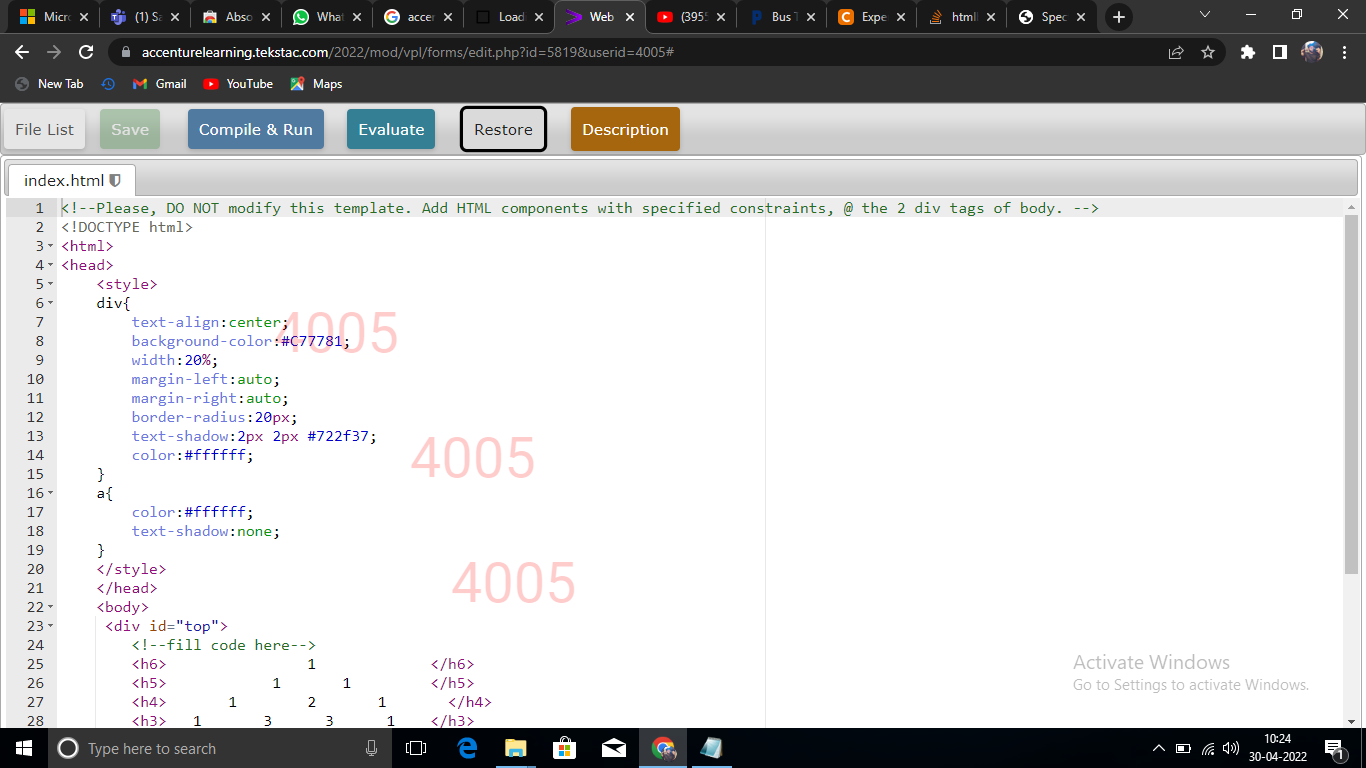 Micr
(1) Sa
Abso
What
accer
Load
Web
(3955
Bus T
Expe
htmll
Spec
accenturelearning.tekstac.com/2022/mod/vpl/forms/edit.php?id=5819&userid=4005#
New Tab
Gmail
YouTube
Maps
File List
Save
Compile & Run
Evaluate
Restore
Description
index.html
1 <!--Please, DO NOT modify this template. Add HTML components with specified constraints, @ the 2 div tags of body. -->
2 <!DOCTYPE html>
3 <html>
4 <head>
5 <style>
6 div{
7 text-align:center;
8 background-color:#C77781;
9 width:20%;
10 margin-left:auto;
11 margin-right:auto;
12 border-radius:20px;
13 text-shadow:2px 2px #722f37;
14 color:#ffffff;
15 }
16 a{
17 color:#ffffff;
18 text-shadow:none;
19 }
20 </style>
21 </head>
22 <body>
23 <div id="top">
24 <!--fill code here-->
25 <h6> 1 </h6>
26 <h5> 1 1 </h5>
27 <h4> 1 2 1 </h4>
28 <h3> 1 3 3 1 </h3>
4005
4005
4005
Activate Windows
Go to Settings to activate Windows.
Type here to search
10:24
30-04-2022
1